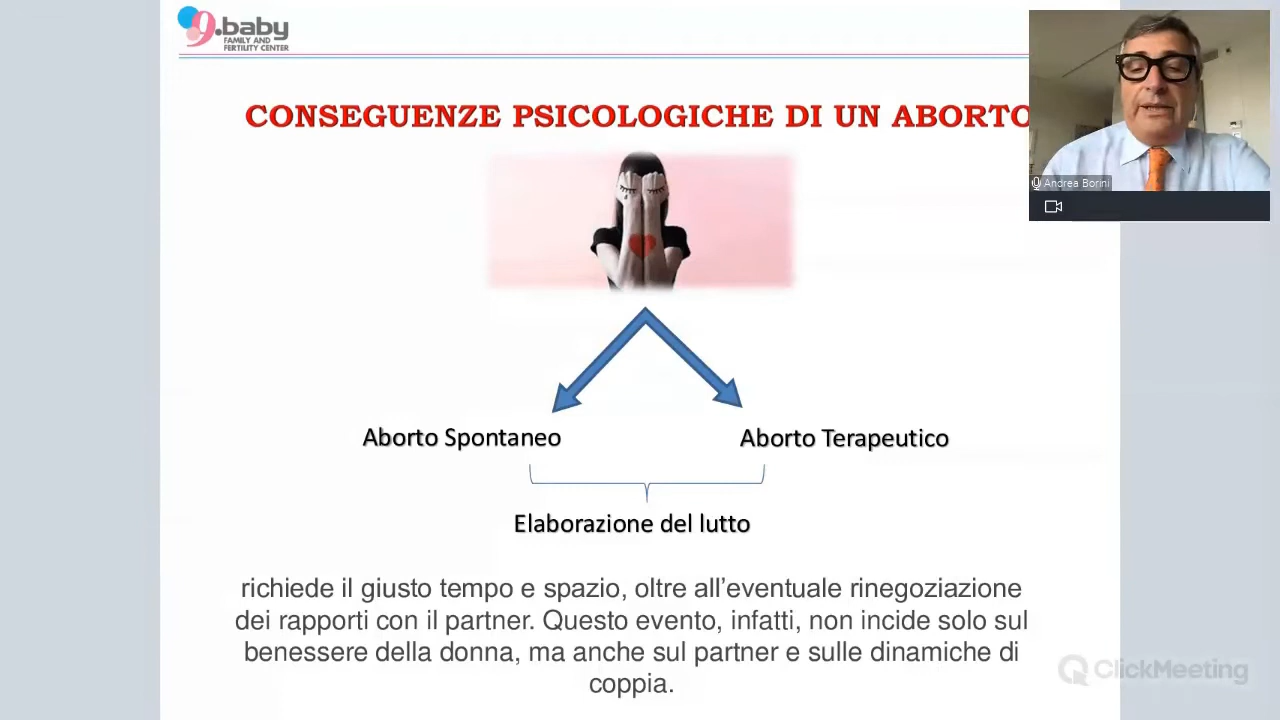 9.baby
FAMILY AND
FERTILITY CENTER
CONSEGUENZE PSICOLOGICHE DI UN ABORTO
Andrea Borini
Aborto Spontaneo
Aborto Terapeutico
Elaborazione del lutto
richiede il giusto tempo e spazio, oltre all’eventuale rinegoziazione
dei rapporti con il partner. Questo evento, infatti, non incide solo sul
benessere della donna, ma anche sul partner e sulle dinamiche di
coppia.
ClickMeeting